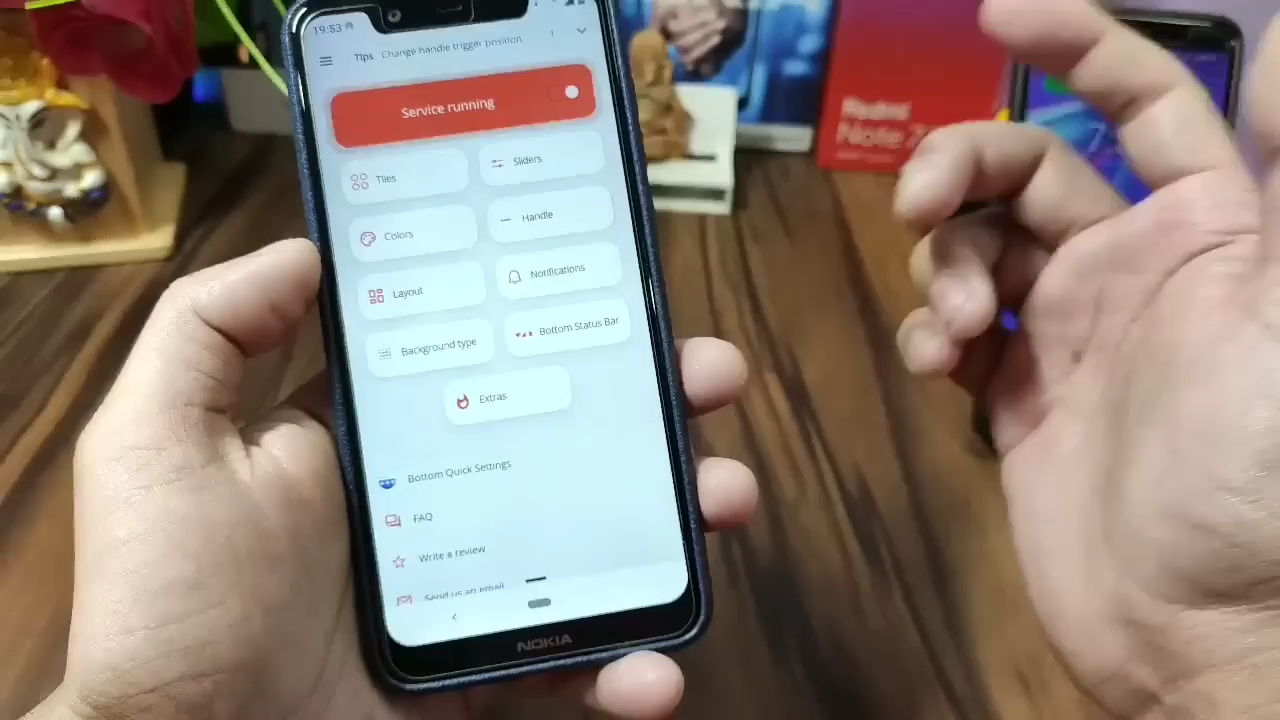 19:53
Tips Change handle trigger position
Service running
Tiles
Sliders
Colors
Handle
Layout
Notifications
Background type
Bottom Status Bar
Extras
Bottom Quick Settings
FAQ
Write a review
Send us an email
NOKIA
Redmi
Note 7